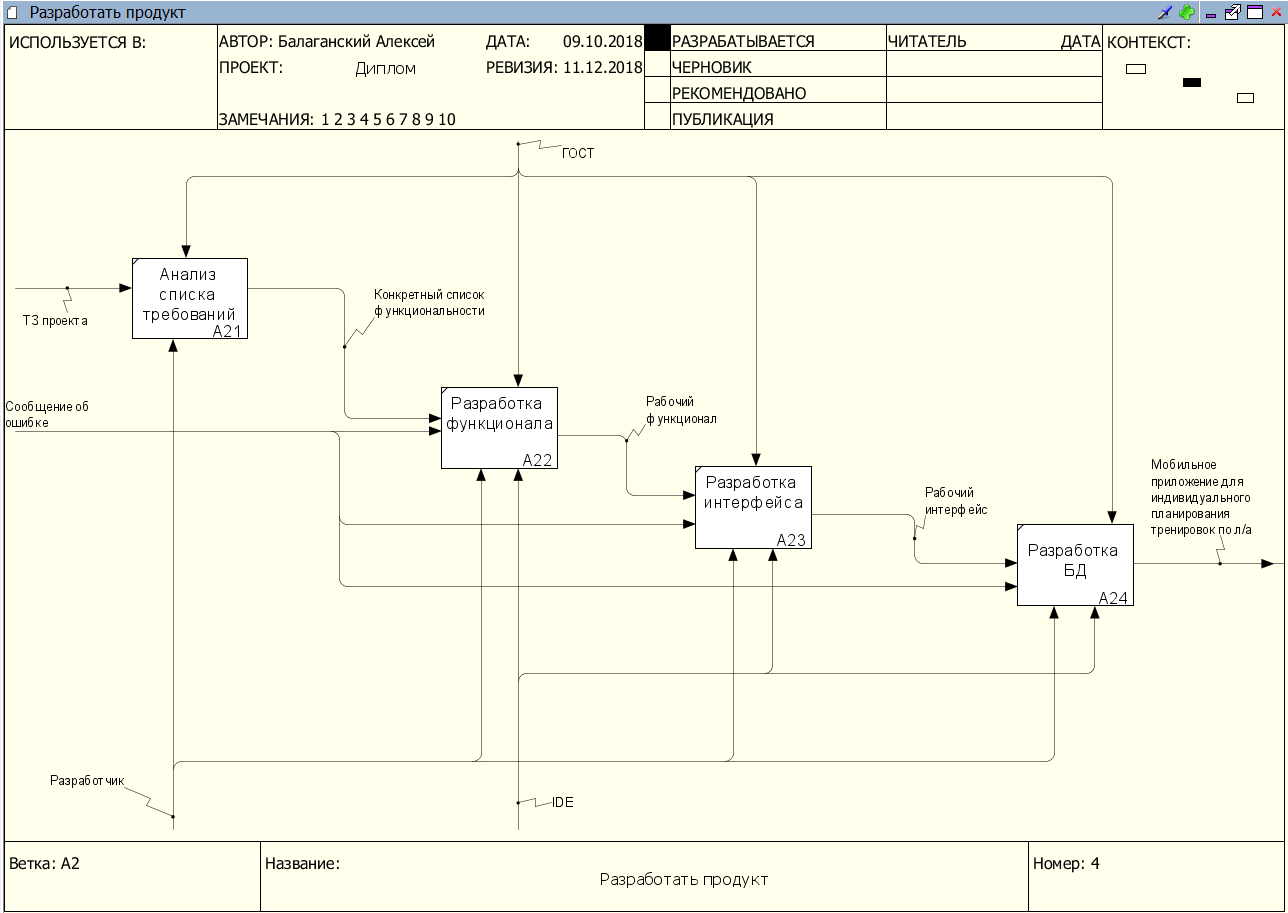 Разработать продукт
ИСПОЛЬЗУЕТСЯ В:
АВТОР: Балаганский Алексей
ДАТА: 09.10.2018
ПРОЕКТ: Диплом
РЕВИЗИЯ: 11.12.2018
ЗАМЕЧАНИЯ: 1 2 3 4 5 6 7 8 9 10
РАЗРАБАТЫВАЕТСЯ
ЧЕРНОВИК
РЕКОМЕНДОВАНО
ПУБЛИКАЦИЯ
ЧИТАТЕЛЬ ДАТА
КОНТЕКСТ:
ГОСТ
Анализ
списка
требований
A21
ТЗ проекта
Конкретный список
функциональности
Сообщение об
ошибке
Разработка
функционала
A22
Рабочий
функционал
Разработка
интерфейса
A23
Рабочий
интерфейс
Мобильное
приложение для
индивидуального
планирования
тренировок по л/а
Разработка
БД
A24
Разработчик
IDE
Ветка: A2
Название:
Разработать продукт
Номер: 4